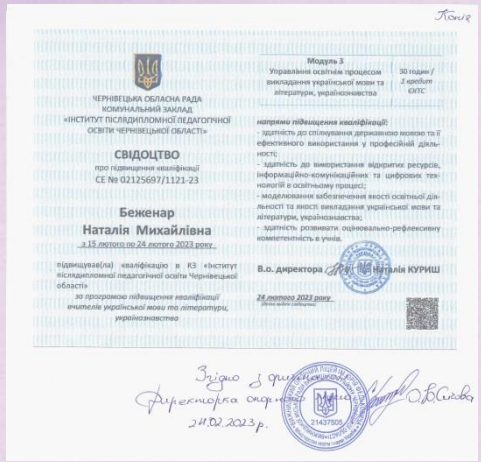 Копія
ЧЕРНІВЕЦЬКА ОБЛАСНА РАДА
КОМУНАЛЬНИЙ ЗАКЛАД
«ІНСТИТУТ ПІСЛЯДИПЛОМНОЇ ПЕДАГОГІЧНОЇ
ОСВІТИ ЧЕРНІВЕЦЬКОЇ ОБЛАСТІ»
СВІДОЦТВО
про підвищення кваліфікації
СЕ № 02125697/1121-23
Беженар
Наталія Михайлівна
з 15 лютого по 24 лютого 2023 року
підвищував(ла) кваліфікацію в КЗ «Інститут
післядипломної педагогічної освіти Чернівецької
області»
за програмою підвищення кваліфікації
вчителів української мови та літератури,
українознавства
Модуль 3
Управління освітнім процесом
викладання української мови та
літератури, українознавства
30 годин /
1 кредит
ЄКТС
напрями підвищення кваліфікації:
- здатність до спілкування державною мовою та її
ефективного використання у професійній діяль-
ності;
- здатність до використання відкритих ресурсів,
інформаційно-комунікаційних та цифрових тех-
нологій в освітньому процесі;
- моделювання забезпечення якості освітньої дія-
льності та якості викладання української мови та
літератури, українознавства;
- здатність розвивати оцінювально-рефлексивну
компетентність в учнів.
В.о. директора Наталія КУРИШ
24 лютого 2023 року
Згідно з оригіналом
Директорка
24.02.2023 р.
21437505